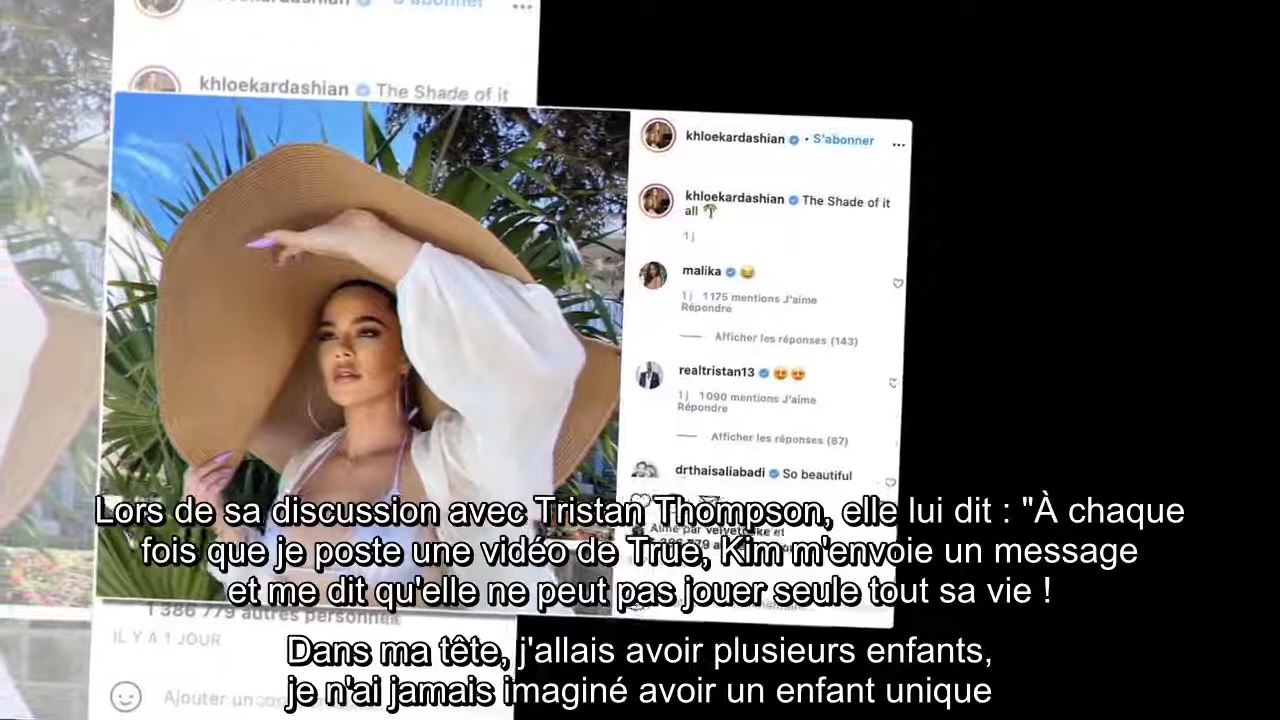 khloekardashian S'abonner
...
khloekardashian The Shade of it
khloekardashian • S'abonner
...
khloekardashian The Shade of it
all
1 j
malika
1 j 1175 mentions J'aime
Répondre
Afficher les réponses (143)
realtristan13
1 j 1090 mentions J'aime
Répondre
Afficher les réponses (87)
drthaisaliabadi So beautiful
Aimé par
Lors de sa discussion avec Tristan Thompson, elle lui dit : "À chaque
fois que je poste une vidéo de True, Kim m'envoie un message
et me dit qu'elle ne peut pas jouer seule tout sa vie !
1 386 779 autres personnes
IL Y A 1 JOUR
Dans ma tête, j'allais avoir plusieurs enfants,
je n'ai jamais imaginé avoir un enfant unique
Ajouter un